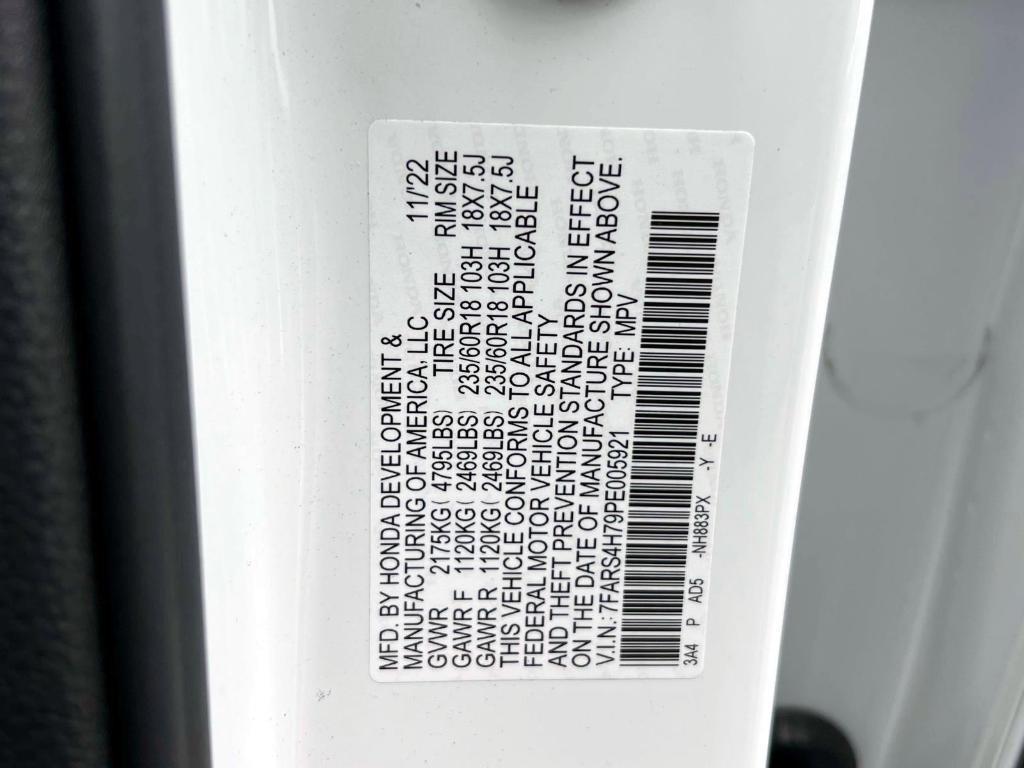 MFD. BY HONDA DEVELOPMENT &
MANUFACTURING OF AMERICA, LLC 11/'22
GVWR 2175KG( 4795LBS) TIRE SIZE RIM SIZE
GAWR F 1120KG( 2469LBS) 235/60R18 103H 18X7.5J
GAWR R 1120KG( 2469LBS) 235/60R18 103H 18X7.5J
THIS VEHICLE CONFORMS TO ALL APPLICABLE
FEDERAL MOTOR VEHICLE SAFETY
AND THEFT PREVENTION STANDARDS IN EFFECT
ON THE DATE OF MANUFACTURE SHOWN ABOVE.
V.I.N.: 7FARS4H79PE005921 TYPE: MPV
3A4 P AD5 -NH883PX -Y -E